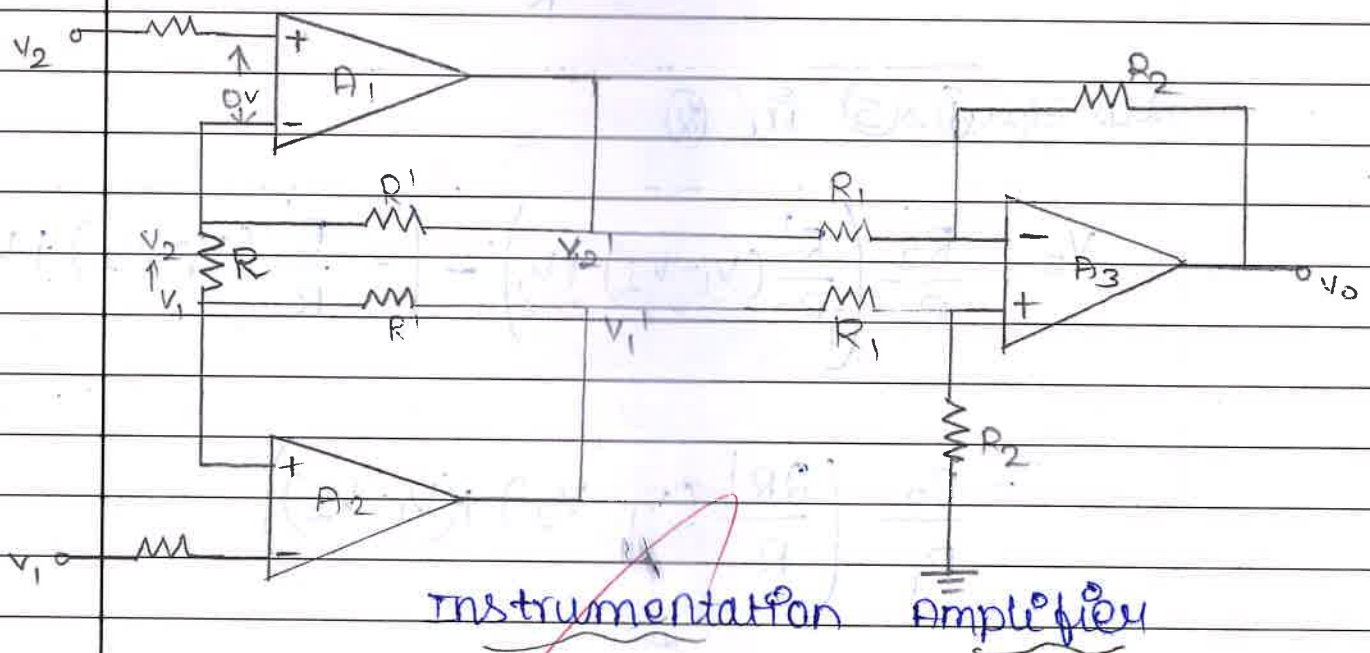 V2
+
A1
0V
-
R2
R'
R1
V2
R
V2'
-
A3
V0
V1
R'
V1'
R1
+
+
A2
R2
V1
-
Instrumentation Amplifier